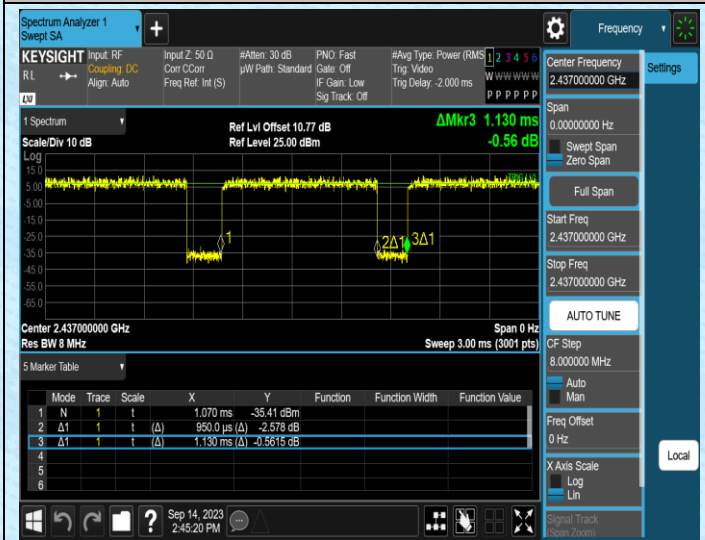 Spectrum Analyzer 1
Swept SA
Frequency
KEYSIGHT
Input: RF
Coupling: DC
Align: Auto
Input Z: 50 Ω
Corr CCorr
Freq Ref: Int (S)
#Atten: 30 dB
µW Path: Standard
PNO: Fast
Gate: Off
IF Gain: Low
Sig Track: Off
#Avg Type: Power (RMS
Trig: Video
Trig Delay: -2.000 ms
1 2 3 4 5 6
W W W W W W
P P P P P P
R L
LXI
Center Frequency
2.437000000 GHz
Settings
1 Spectrum
Ref Lvl Offset 10.77 dB
ΔMkr3 1.130 ms
Scale/Div 10 dB
Ref Level 25.00 dBm
-0.56 dB
Log
15.0
5.00
-5.00
-15.0
-25.0
-35.0
-45.0
-55.0
-65.0
1
2Δ1
3Δ1
Center 2.437000000 GHz
Span 0 Hz
Res BW 8 MHz
Sweep 3.00 ms (3001 pts)
Span
0.00000000 Hz
Swept Span
Zero Span
Full Span
Start Freq
2.437000000 GHz
Stop Freq
2.437000000 GHz
AUTO TUNE
CF Step
8.000000 MHz
Auto
Man
Freq Offset
0 Hz
X Axis Scale
Log
Lin
Signal Track
(Span Zoom)
Local
5 Marker Table
Mode Trace Scale X Y Function Function Width Function Value
1 N 1 t 1.070 ms -35.41 dBm
2 Δ1 1 t (Δ) 950.0 µs (Δ) -2.578 dB
3 Δ1 1 t (Δ) 1.130 ms (Δ) -0.5615 dB
4
5
6
?
Sep 14, 2023
2:45:20 PM